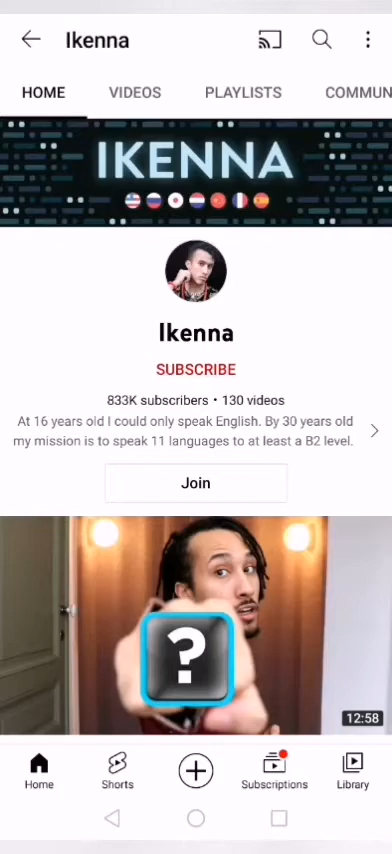 Ikenna
HOME VIDEOS PLAYLISTS COMMUN
IKENNA
Ikenna
SUBSCRIBE
833K subscribers • 130 videos
At 16 years old I could only speak English. By 30 years old
my mission is to speak 11 languages to at least a B2 level.
Join
?
12:58
Home Shorts Subscriptions Library